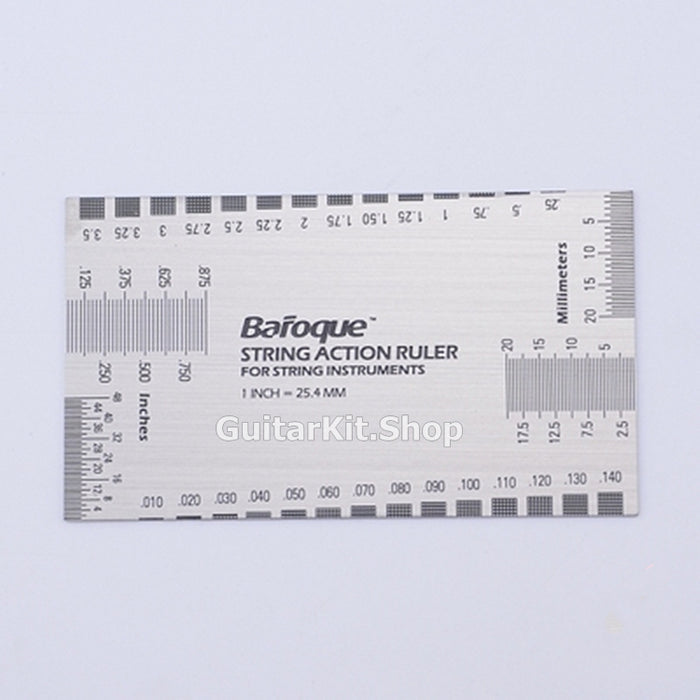 3.5 3.25 3 2.75 2.5 2.25 2 1.75 1.50 1.25 1 .75 .5 .25
.125 .375 .625 .875
5 10 15 20
Millimeters
Baroque™
STRING ACTION RULER
FOR STRING INSTRUMENTS
1 INCH = 25.4 MM
20 15 10 5
.250 .500 .750
17.5 12.5 7.5 2.5
Inches
48 40 32 16 8
44 36 28 20 12 4
GuitarKit.Shop
.010 .020 .030 .040 .050 .060 .070 .080 .090 .100 .110 .120 .130 .140